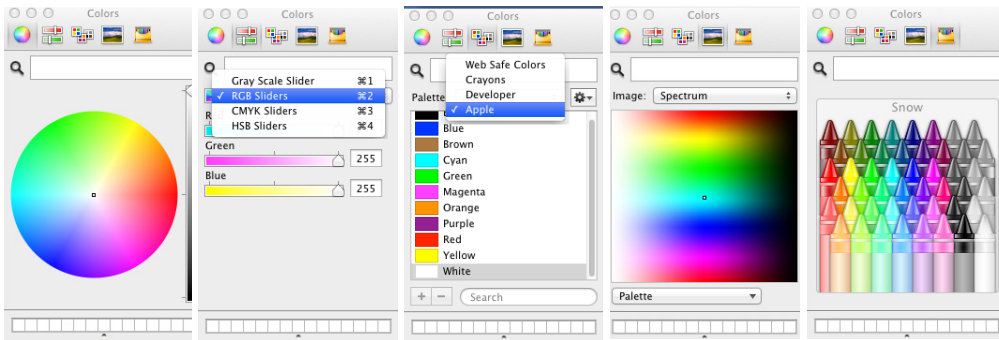 Colors
Colors
Gray Scale Slider ⌘1
✓ RGB Sliders ⌘2
CMYK Sliders ⌘3
HSB Sliders ⌘4
Green
255
Blue
255
Colors
Web Safe Colors
Crayons
Developer
✓ Apple
Palette
Blue
Brown
Cyan
Green
Magenta
Orange
Purple
Red
Yellow
White
+ −
Search
Colors
Image: Spectrum
Palette
Colors
Snow